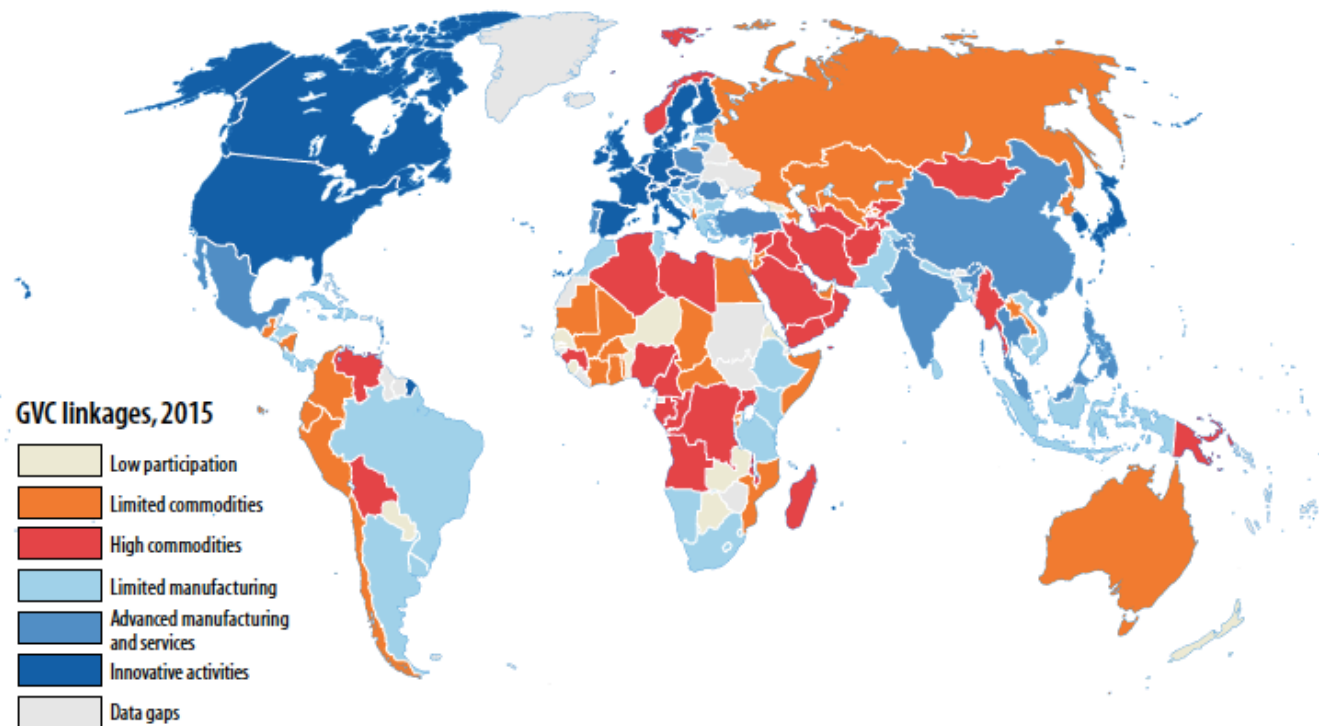 GVC linkages, 2015
Low participation
Limited commodities
High commodities
Limited manufacturing
Advanced manufacturing
and services
Innovative activities
Data gaps